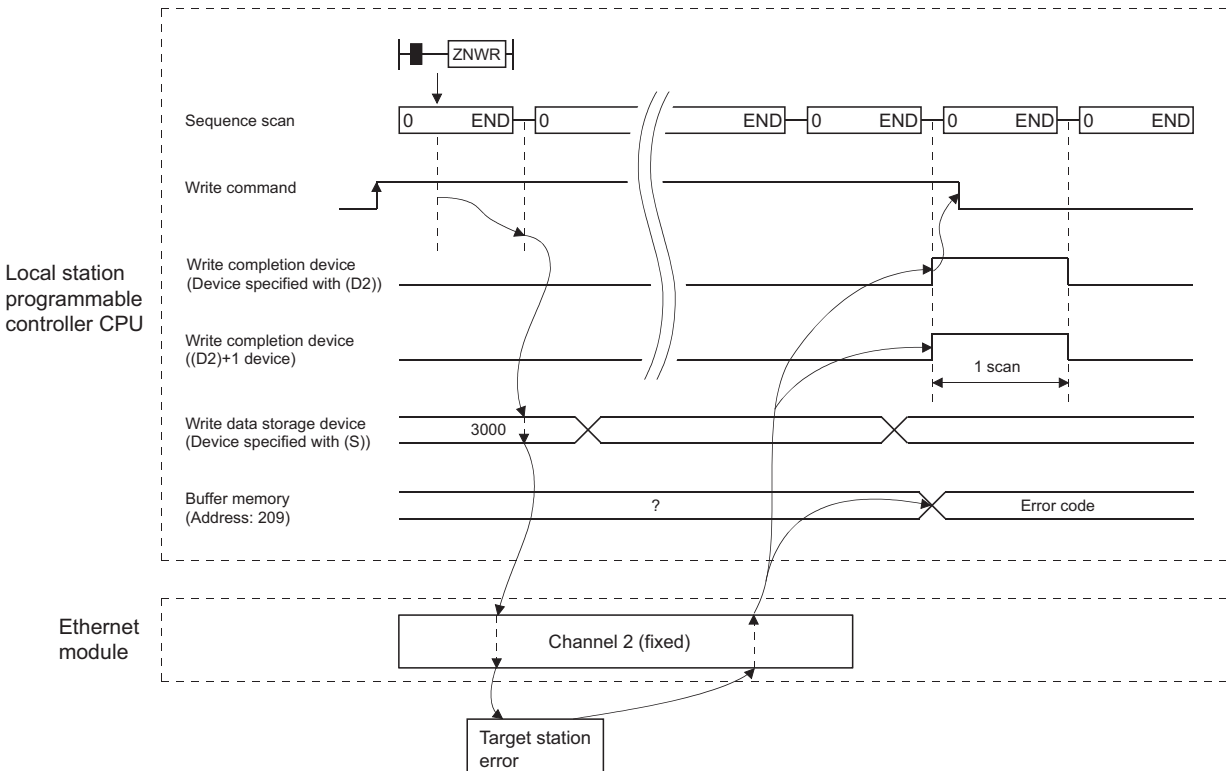 ZNWR
Sequence scan
0 END 0 END 0 END 0 END 0 END
Write command
Local station
programmable
controller CPU
Write completion device
(Device specified with (D2))
Write completion device
((D2)+1 device)
1 scan
Write data storage device
(Device specified with (S))
3000
Buffer memory
(Address: 209)
?
Error code
Ethernet
module
Channel 2 (fixed)
Target station
error